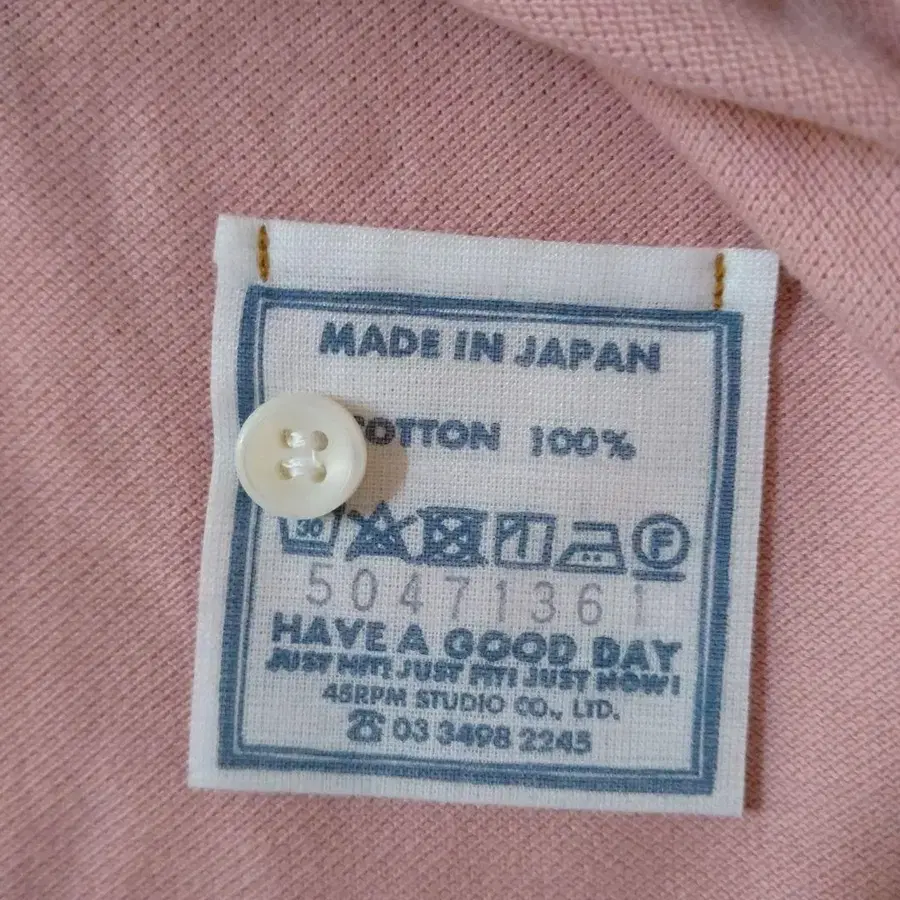 MADE IN JAPAN
COTTON 100%
30 F
50471361
HAVE A GOOD DAY
JUST HIT! JUST FIT! JUST NOW!
45RPM STUDIO CO., LTD.
☎ 03 3498 2245